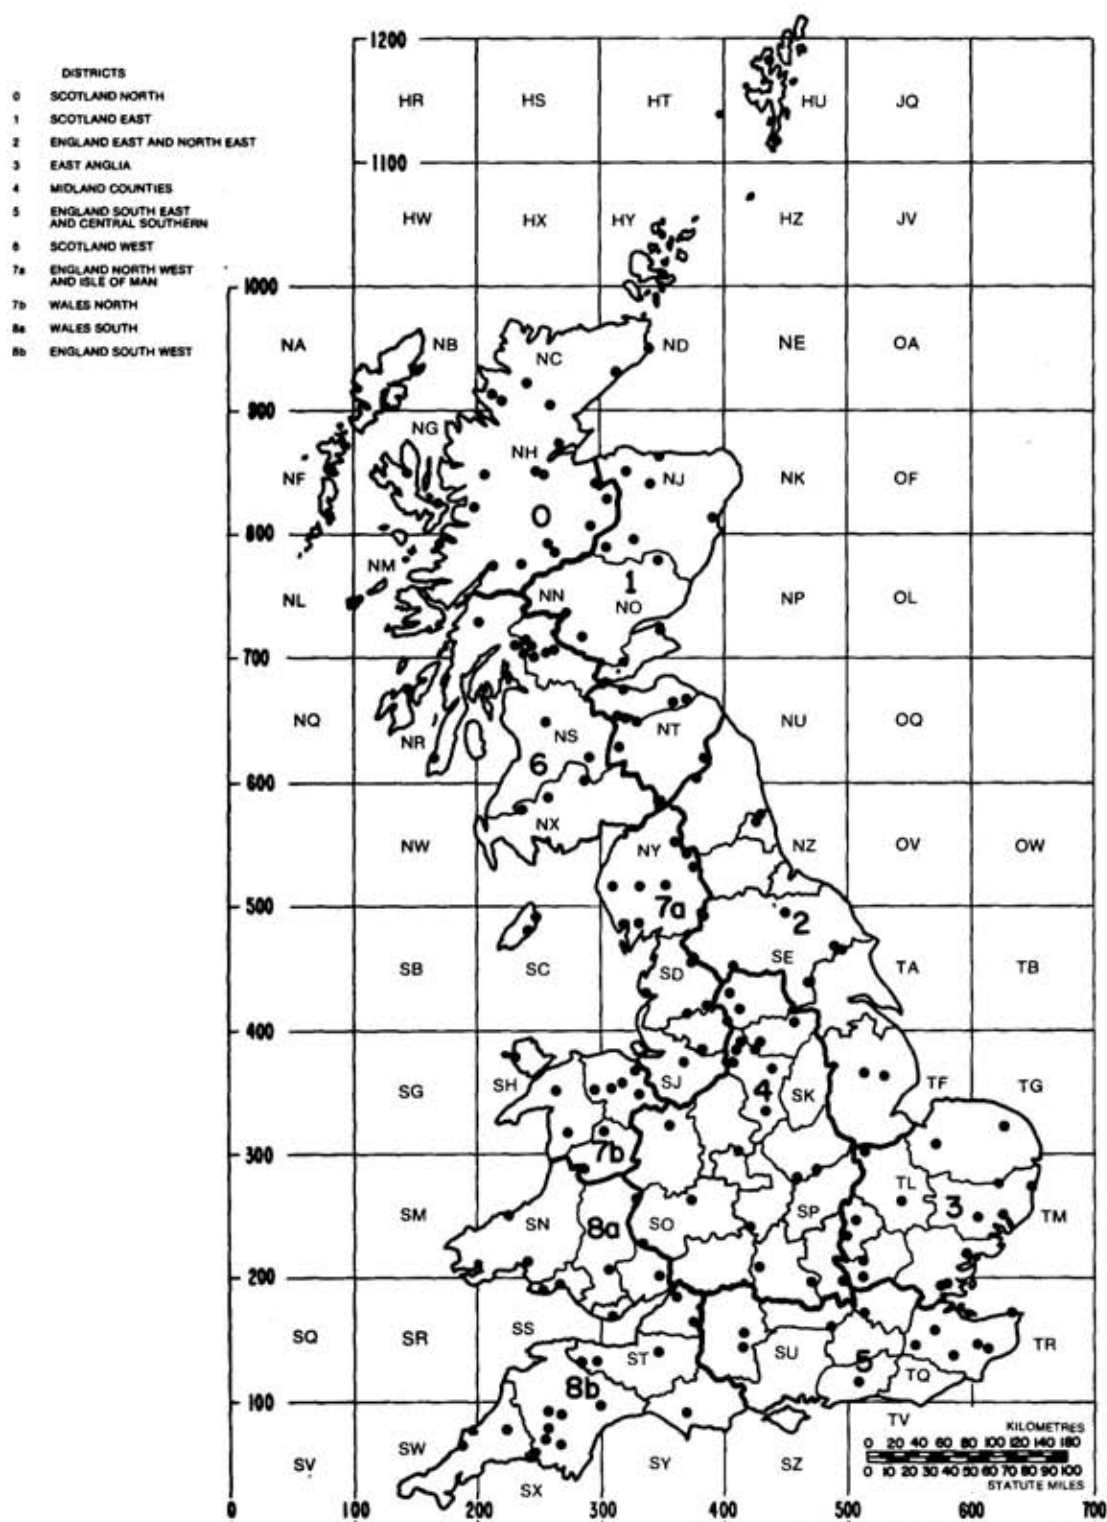 DISTRICTS
0 SCOTLAND NORTH
1 SCOTLAND EAST
2 ENGLAND EAST AND NORTH EAST
3 EAST ANGLIA
4 MIDLAND COUNTIES
5 ENGLAND SOUTH EAST
AND CENTRAL SOUTHERN
6 SCOTLAND WEST
7a ENGLAND NORTH WEST
AND ISLE OF MAN
7b WALES NORTH
8a WALES SOUTH
8b ENGLAND SOUTH WEST
1200
HR HS HT HU JQ
1100
HW HX HY HZ JV
1000
NA NB NC ND NE OA
900
NF NG NH NJ NK OF
0
800
NL NM NN NO NP OL
1
700
NQ NR NS NT NU OQ
6
600
NW NX NY NZ OV OW
7a
500
2
SB SC SD SE TA TB
400
SG SH SJ SK TF TG
4
7b
300
SM SN SO SP TL TM
8a 3
200
SQ SR SS ST SU TQ TR
5
8b
100
SV SW SX SY SZ TV
KILOMETRES
0 20 40 60 80 100 120 140 160
0 10 20 30 40 50 60 70 80 90 100
STATUTE MILES
0 100 200 300 400 500 600 700